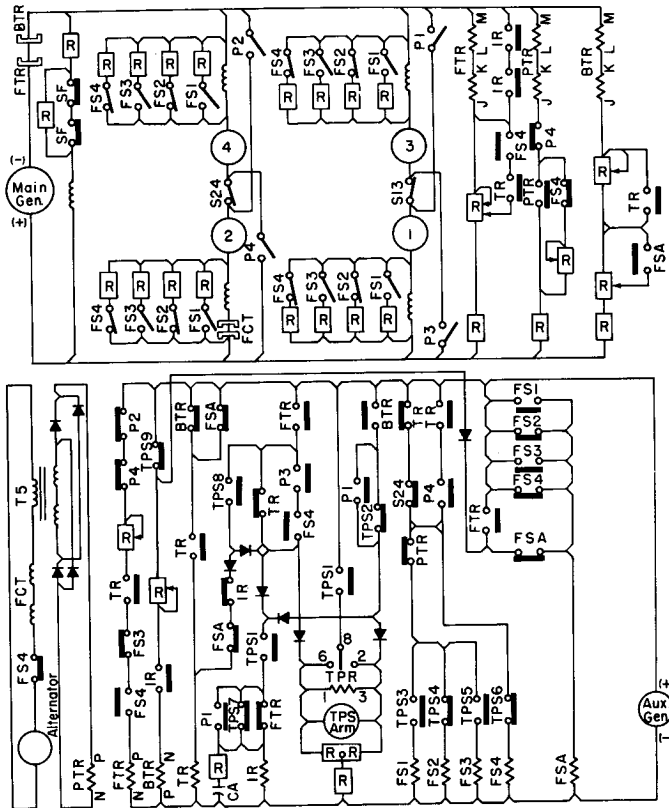 BTR
FTR
R
R
SF
SF
Main
Gen.
(-)
(+)
FS4
FS3
FS2
FS1
R
R
R
R
P2
4
S24
2
P4
FS4
FS3
FS2
FS1
R
R
R
R
FCT
FS4
FS3
FS2
FS1
R
R
R
R
P1
3
S13
1
P3
FS4
FS3
FS2
FS1
R
R
R
R
FTR
M
L
K
J
IR
IR
FS4
TR
R
R
PTR
M
L
K
J
P4
PTR
FS4
R
R
BTR
M
L
K
J
R
TR
FSA
R
R
T5
FCT
FS4
Alternator
PTR
P
N
P2
P4
R
TR
FS3
FS4
FTR
P
N
TPS9
R
IR
BTR
N
P
BTR
TR
TR
FSA
TPS8
TR
IR
FSA
P1
TPS7
R
CA
FTR
P3
FS4
TPS1
FTR
IR
TPS1
8
6
2
TPR
1
3
TPS
Arm
R
R
R
BTR
P1
TPS2
TR
TR
S24
P4
PTR
TPS3
TPS4
TPS5
TPS6
FS1
FS2
FS3
FS4
FS1
FS2
FS3
FS4
FTR
FSA
FSA
Aux
Gen.
(+)
(-)